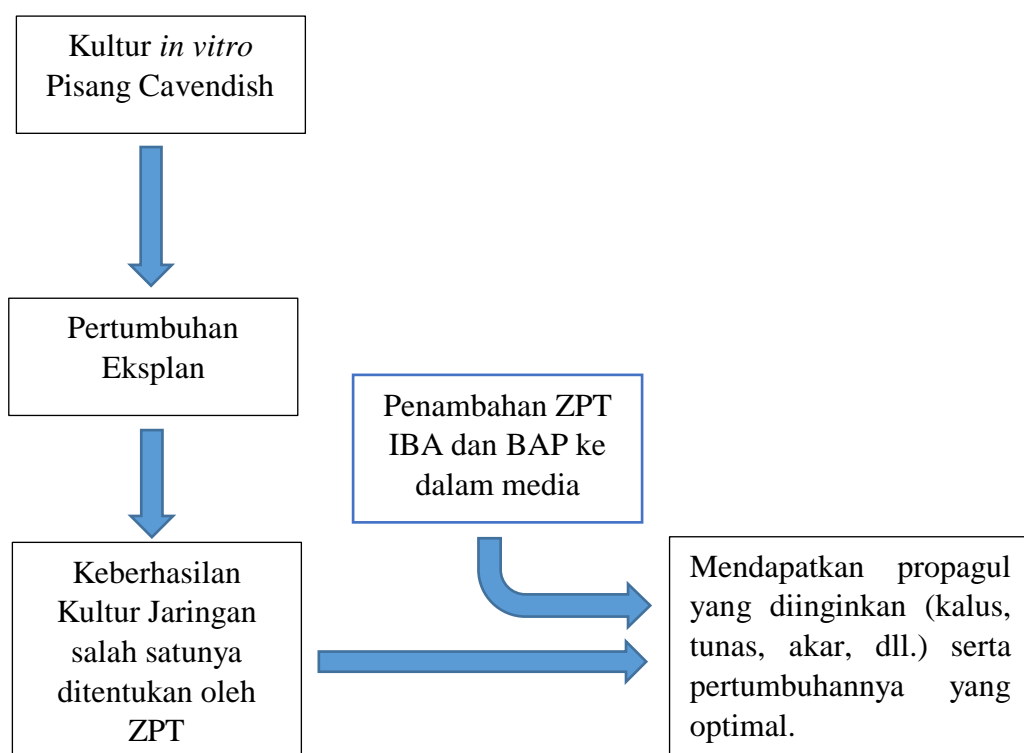 Kultur in vitro
Pisang Cavendish
Pertumbuhan
Eksplan
Penambahan ZPT
IBA dan BAP ke
dalam media
Keberhasilan
Kultur Jaringan
salah satunya
ditentukan oleh
ZPT
Mendapatkan propagul
yang diinginkan (kalus,
tunas, akar, dll.) serta
pertumbuhannya yang
optimal.